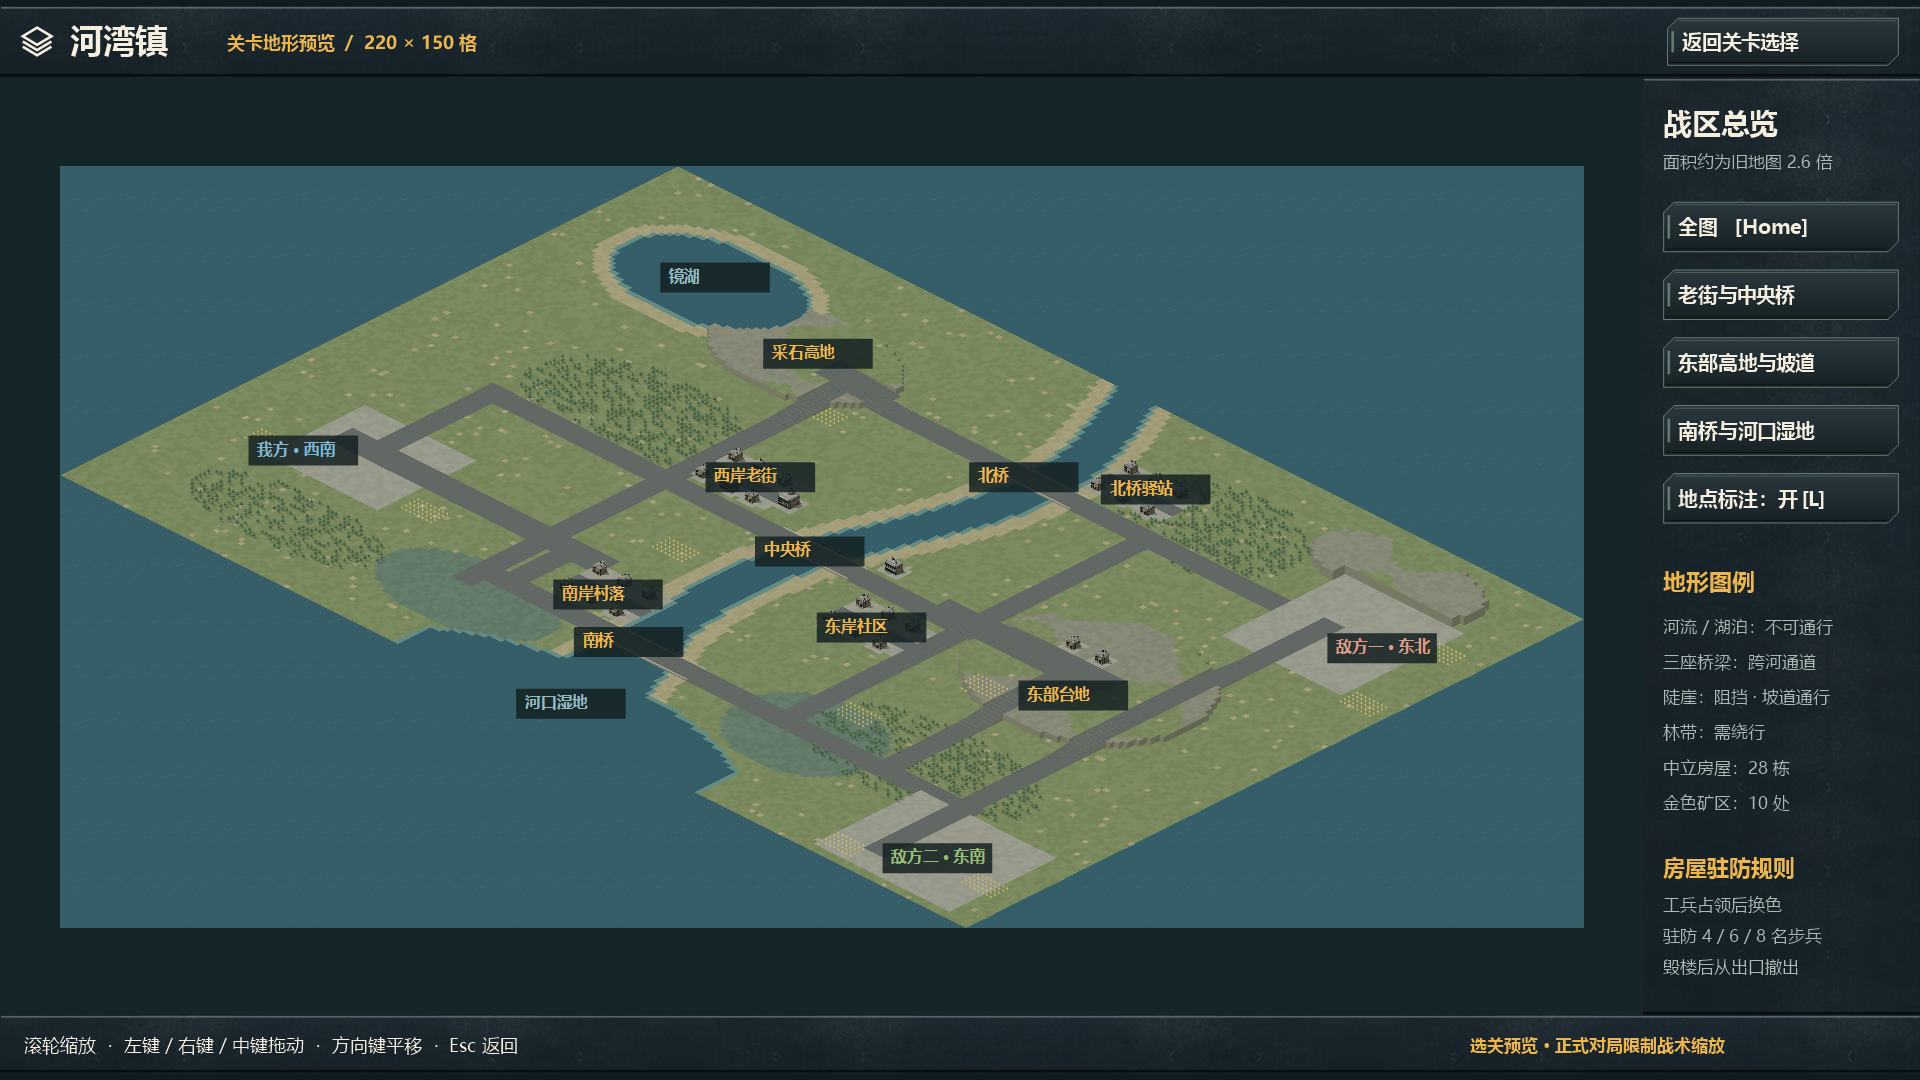 河湾镇
关卡地形预览 / 220 × 150 格
返回关卡选择
战区总览
面积约为旧地图 2.6 倍
全图 [Home]
老街与中央桥
东部高地与坡道
南桥与河口湿地
地点标注：开 [L]
地形图例
河流 / 湖泊：不可通行
三座桥梁：跨河通道
陡崖：阻挡 · 坡道通行
林带：需绕行
中立房屋：28 栋
金色矿区：10 处
房屋驻防规则
工兵占领后换色
驻防 4 / 6 / 8 名步兵
毁楼后从出口撤出
镜湖
采石高地
我方 • 西南
西岸老街
北桥
北桥驿站
中央桥
南岸村落
东岸社区
南桥
敌方一 • 东北
东部台地
河口湿地
敌方二 • 东南
滚轮缩放 · 左键 / 右键 / 中键拖动 · 方向键平移 · Esc 返回
选关预览 • 正式对局限制战术缩放